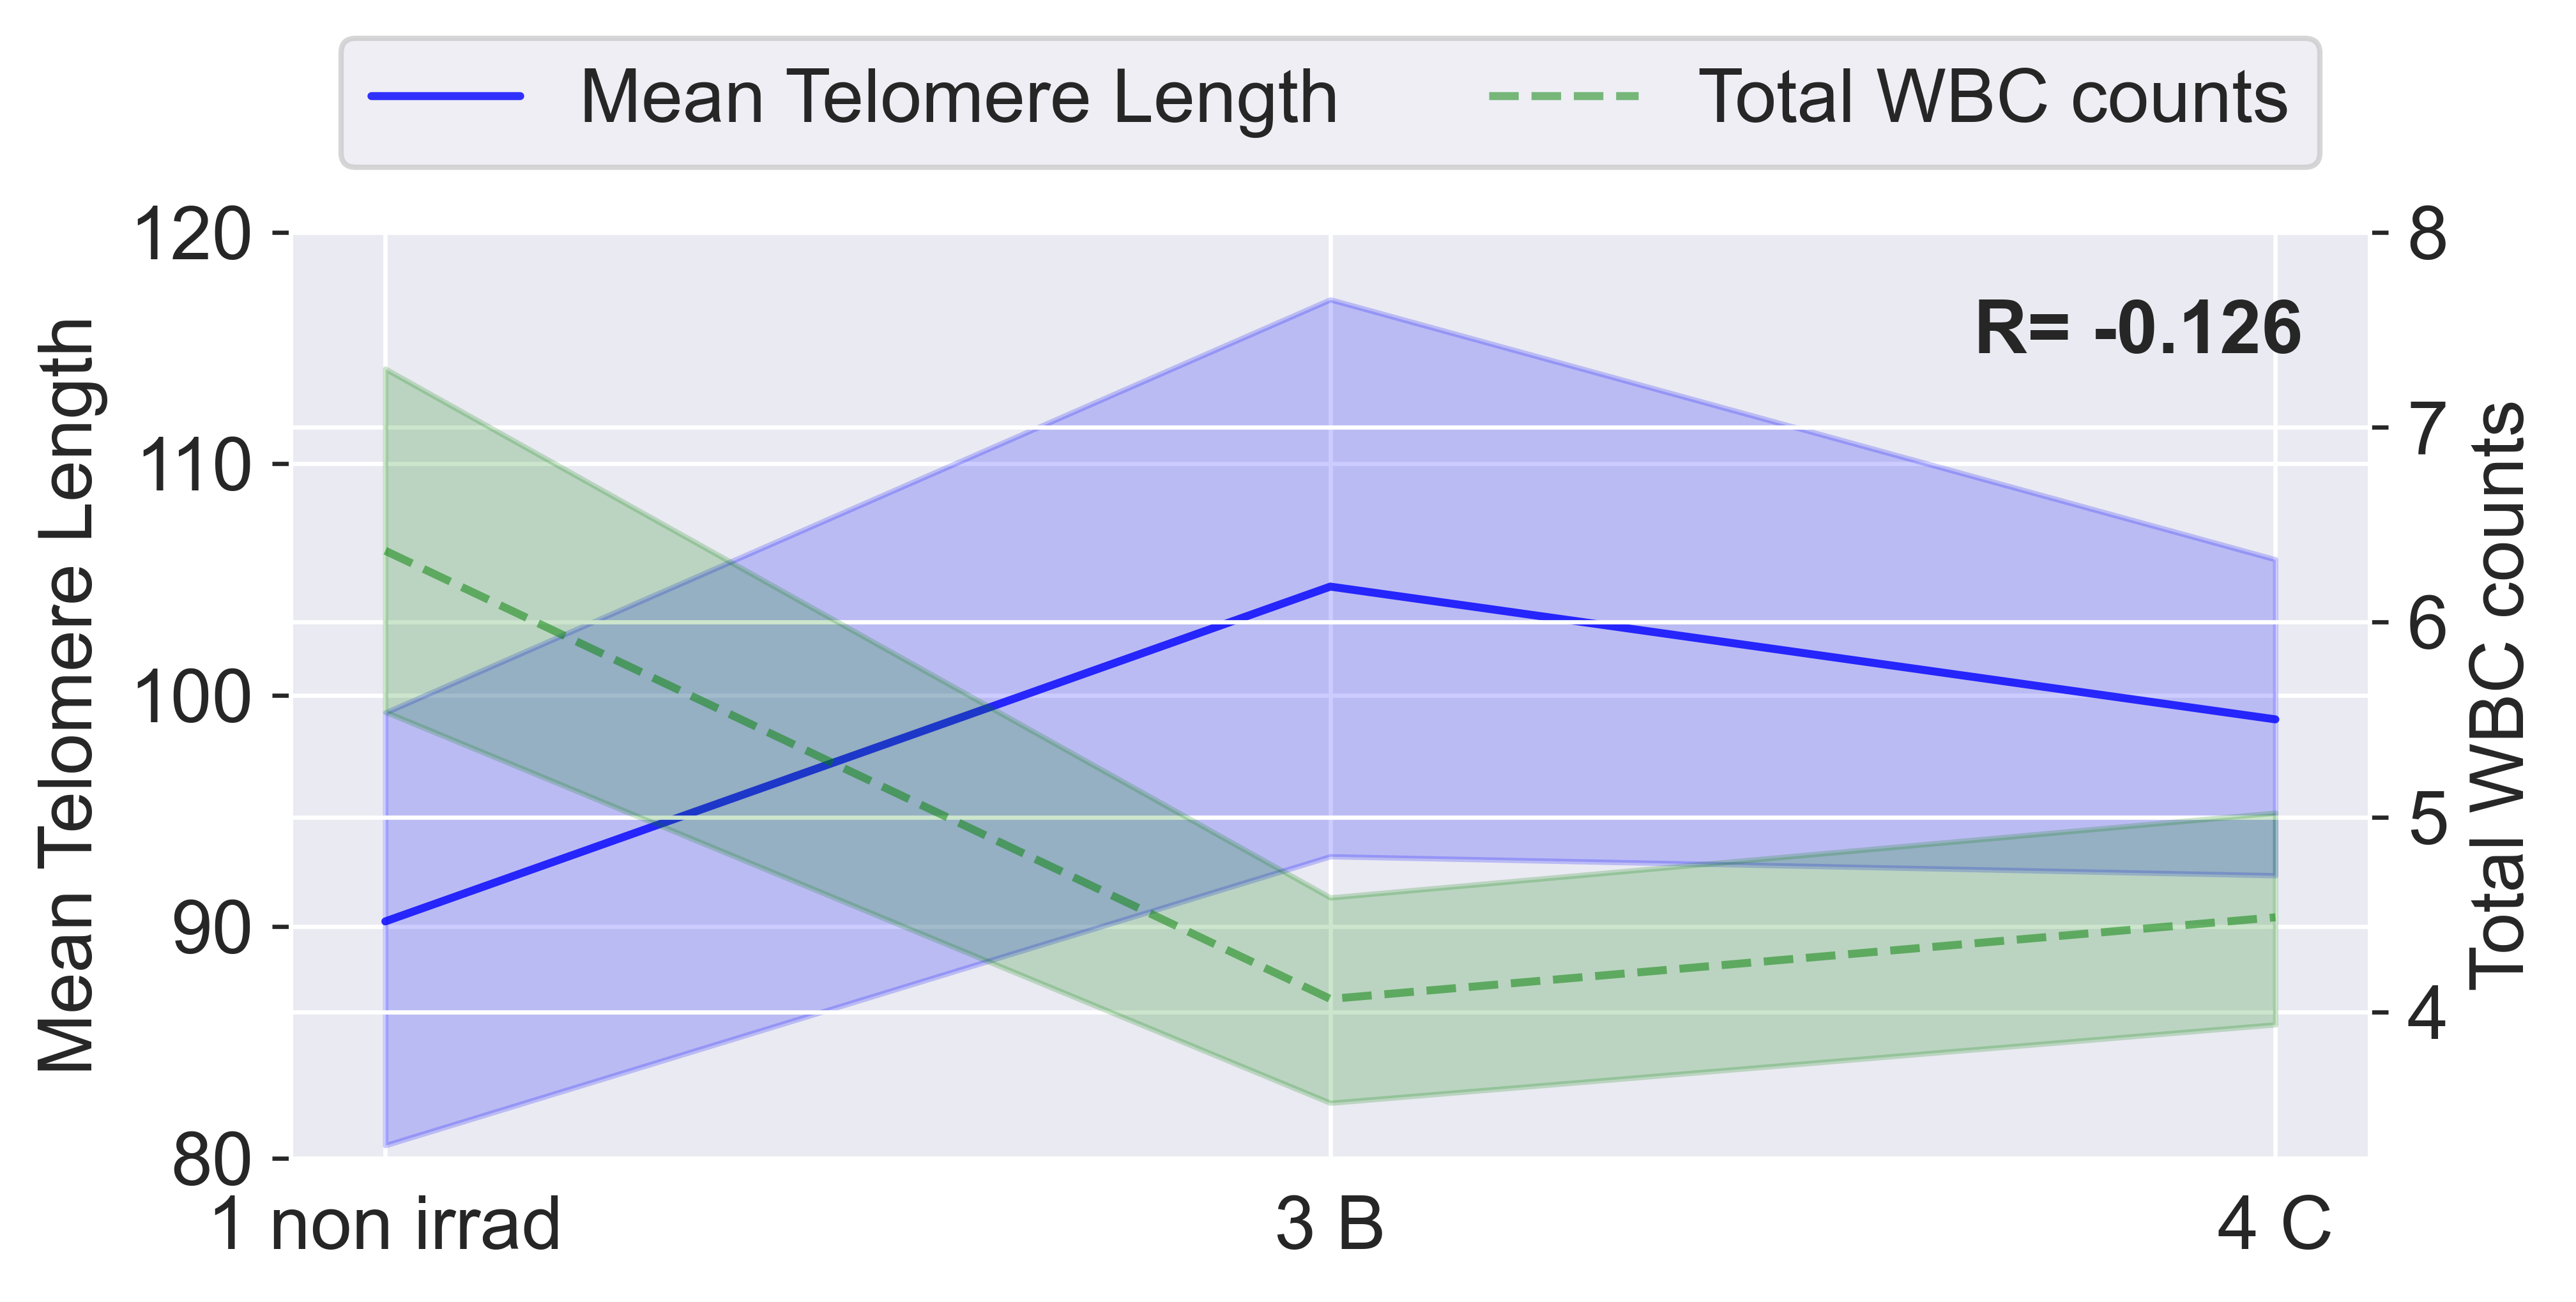 Mean Telomere Length
Total WBC counts
120
110
100
90
80
Mean Telomere Length
R= -0.126
8
7
6
5
4
Total WBC counts
1 non irrad
3 B
4 C